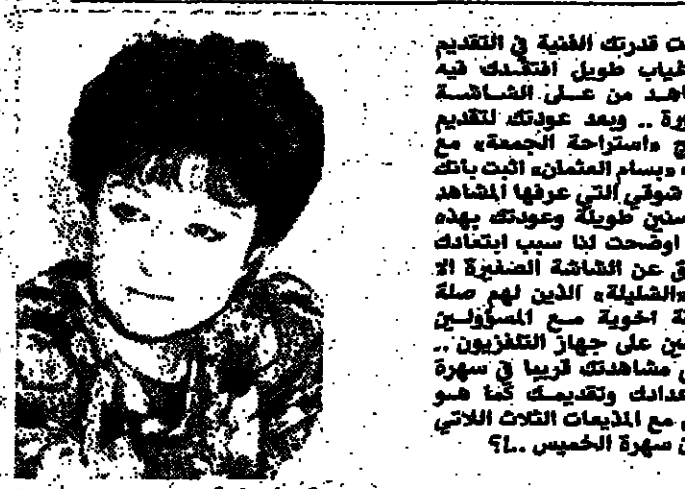 ت قدرتك الفنية في التقديم
غياب طويل افتقدك فيه
اهد من على الشاشة
ورة .. وبعد عودتك لتقديم
ج «استراحة الجمعة» مع
«بسام العثمان» اثبت بأنك
شوقي التي عرفها المشاهد
سنين طويلة وعودتك بهذه
اوضحت لنا سبب ابتعادك
ق عن الشاشة الصغيرة الا
«الشليلة» الذين لهم صلة
ة اخوية مع المسؤولين
ين على جهاز التلفزيون ..
ى مشاهدتك قريبا في سهرة
عدادك وتقديمك كما هو
ى مع المذيعات الثلاث اللاتي
ن سهرة الخميس ..!؟